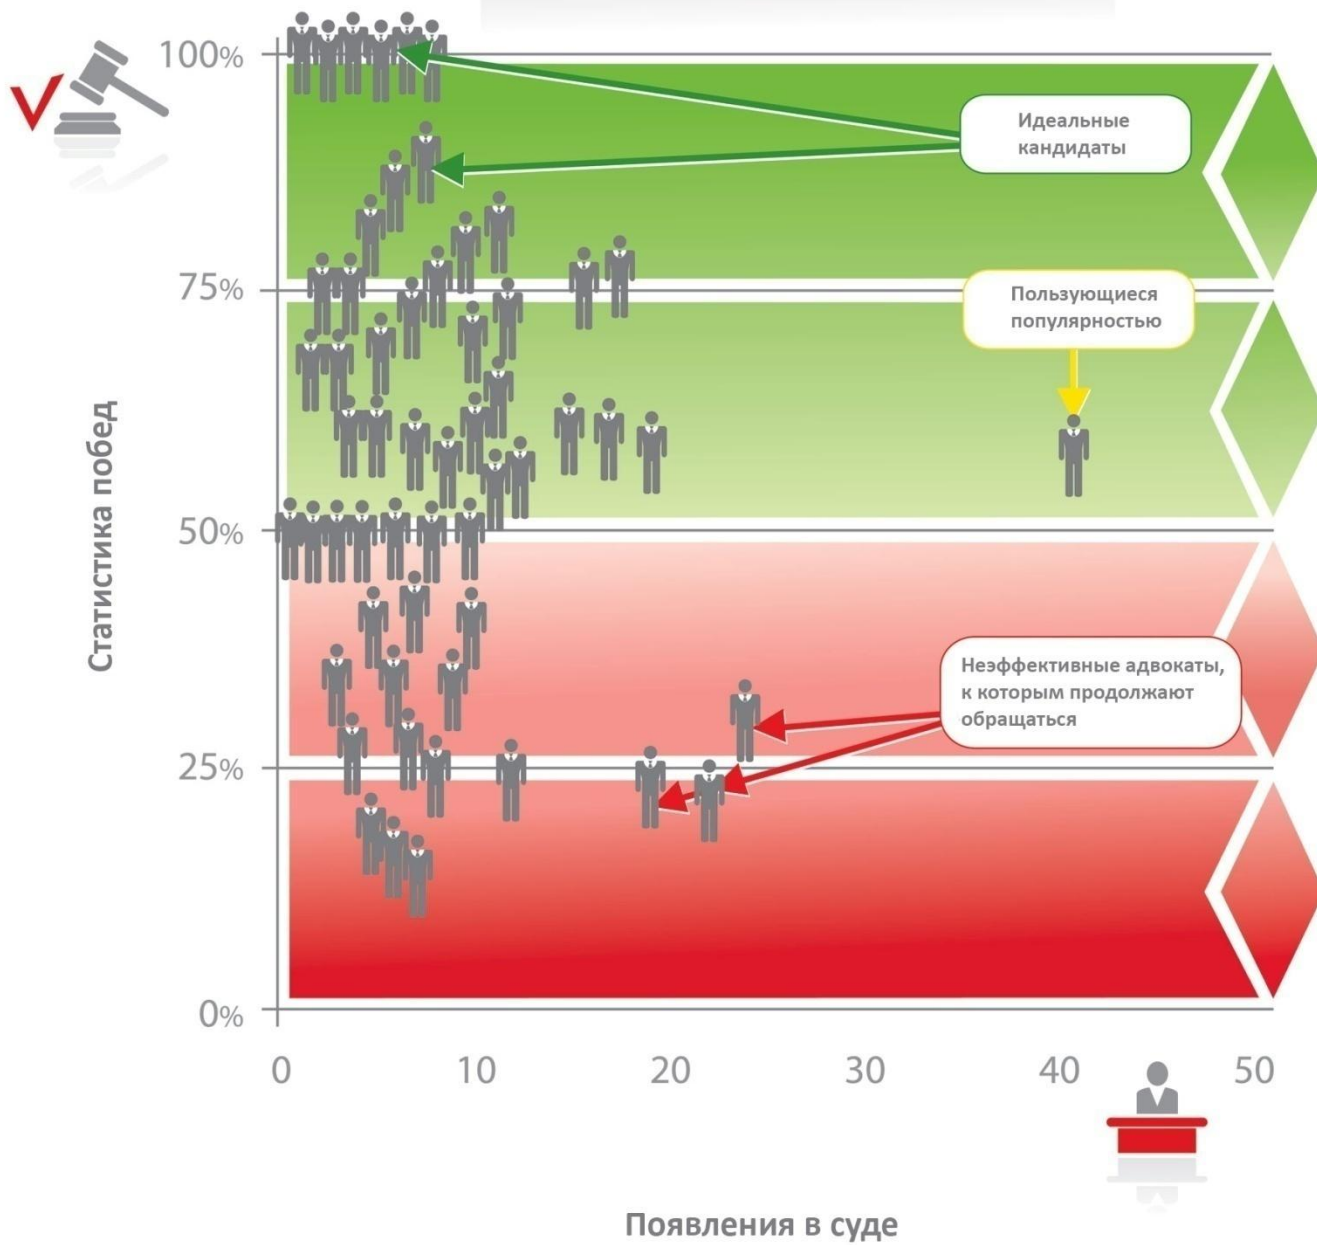 100%
Идеальные
кандидаты
75%
Пользующиеся
популярностью
Статистика побед
50%
Неэффективные адвокаты,
к которым продолжают
обращаться
25%
0%
0 10 20 30 40 50
Появления в суде